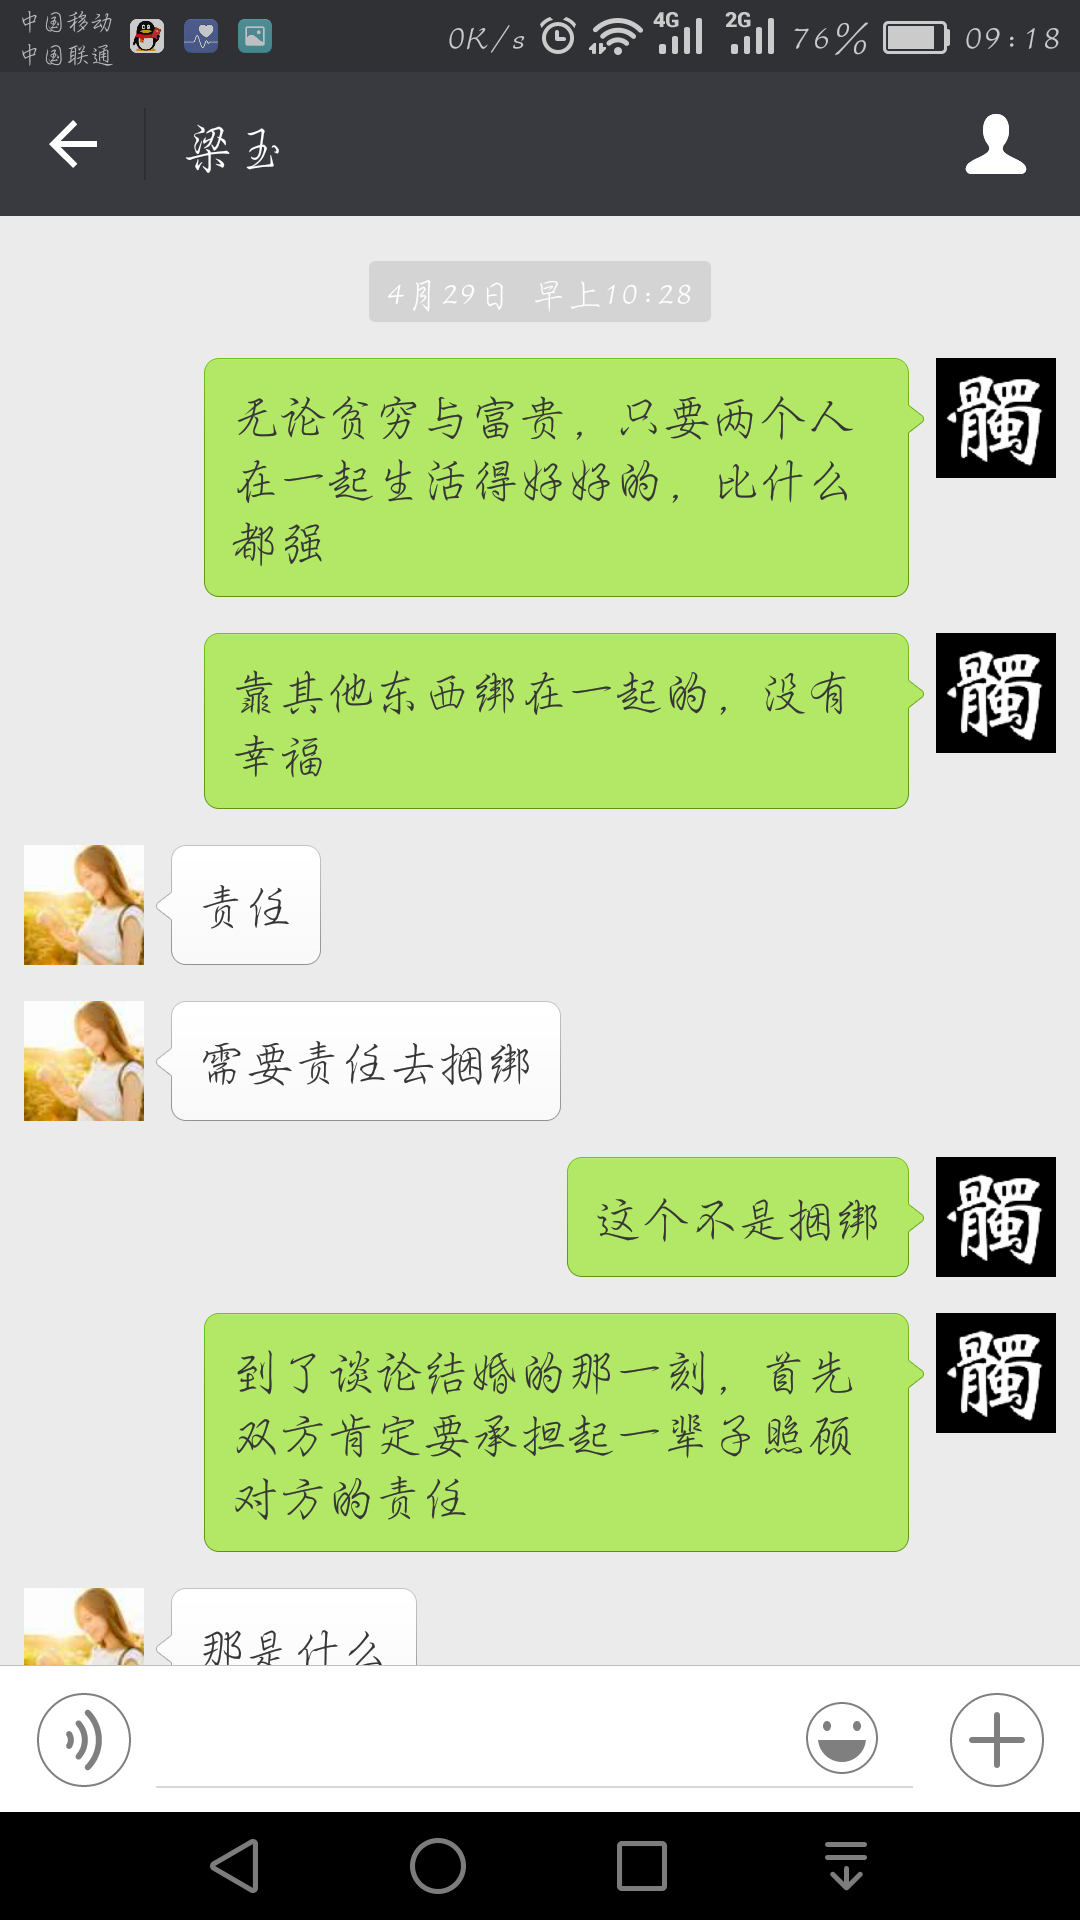 中国移动
中国联通
0K/s 4G 2G 76% 09:18
梁玉
4月29日 早上10:28
无论贫穷与富贵，只要两个人
在一起生活得好好的，比什么
都强
髑
靠其他东西绑在一起的，没有
幸福
髑
责任
需要责任去捆绑
这个不是捆绑
髑
到了谈论结婚的那一刻，首先
双方肯定要承担起一辈子照顾
对方的责任
髑
那是什么